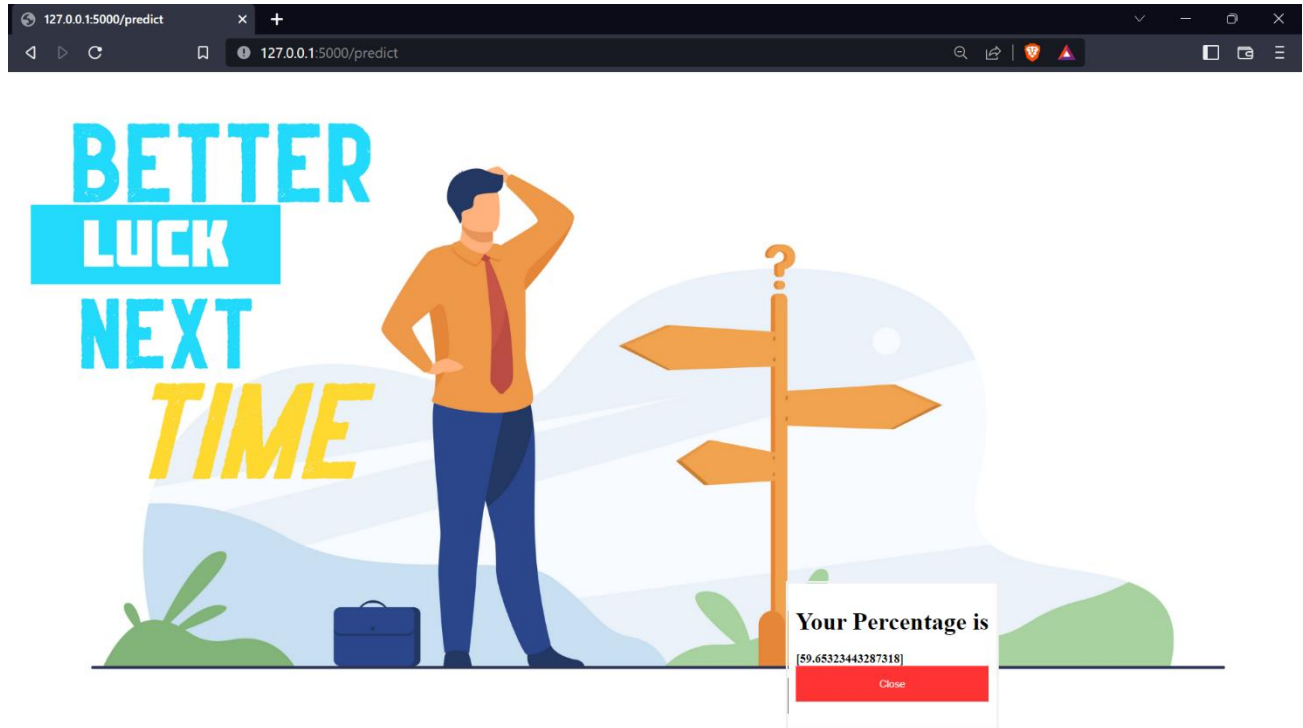 127.0.0.1:5000/predict
127.0.0.1:5000/predict
BETTER
LUCK
NEXT
TIME
?
Your Percentage is
[59.65323443287318]
Close